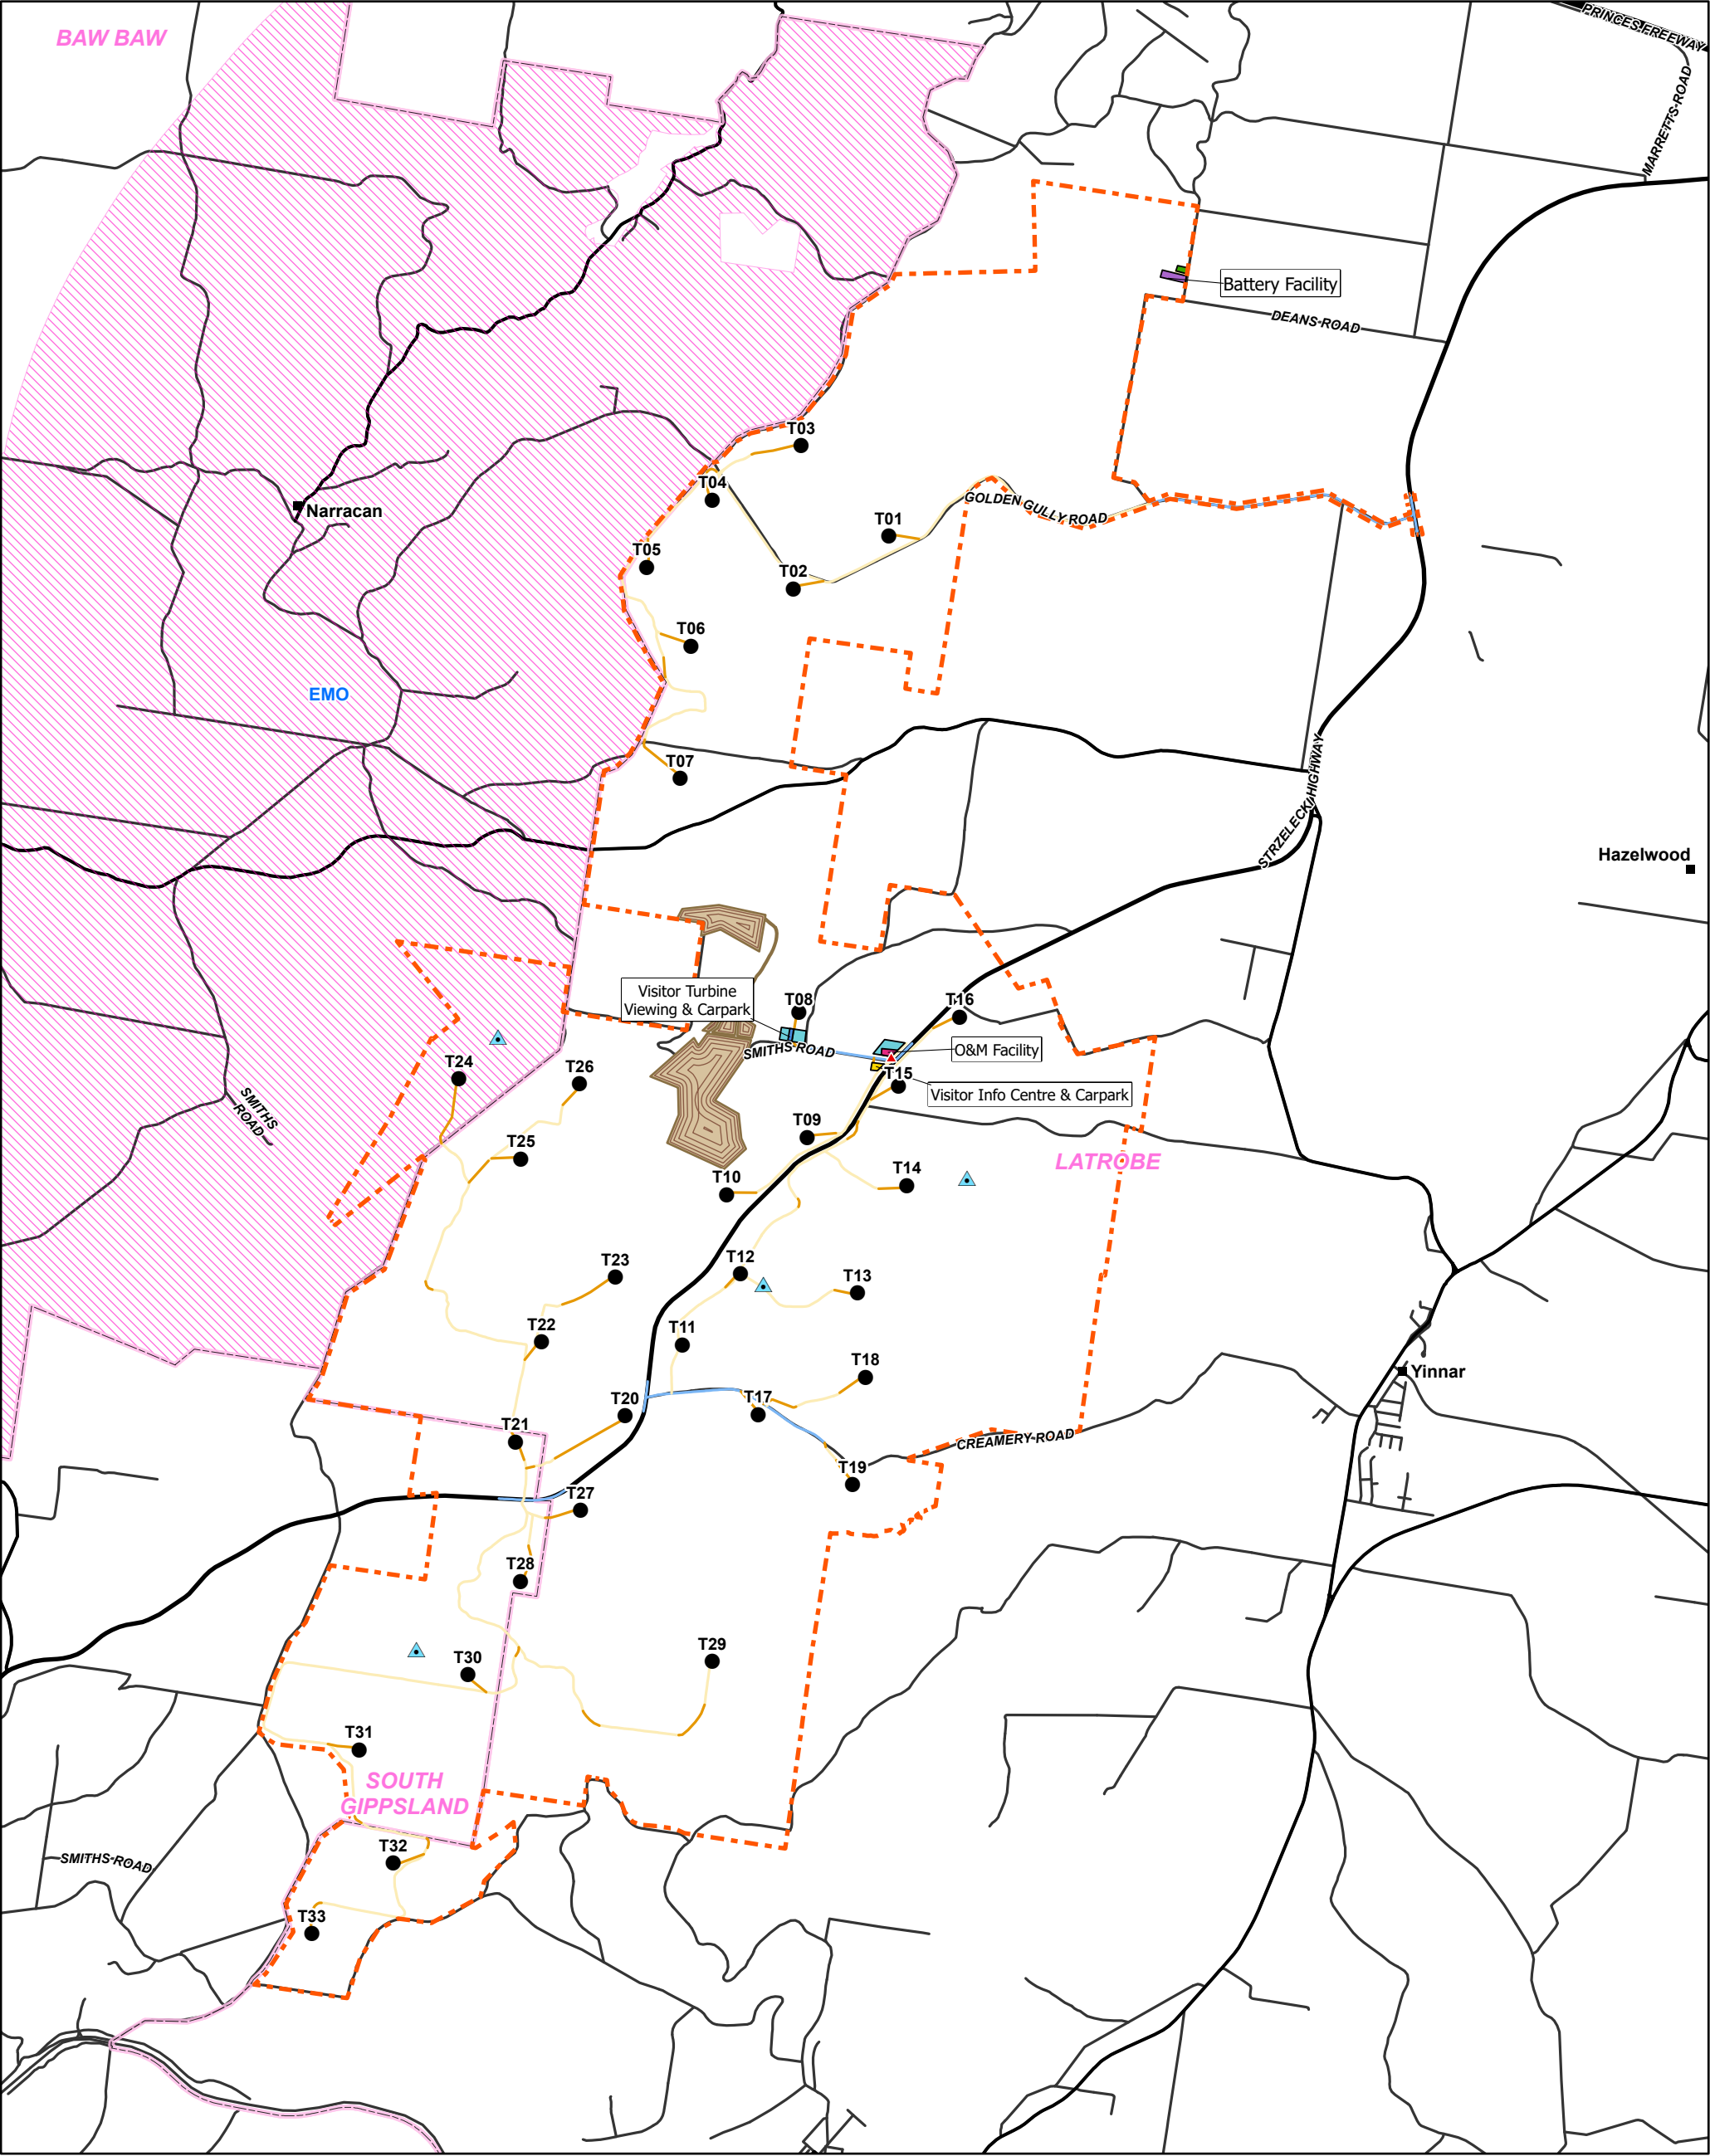 BAW BAW
PRINCES FREEWAY
MARRETTS ROAD
Battery Facility
DEANS ROAD
T03
T04
GOLDEN GULLY ROAD
Narracan
T01
T05
T02
T06
EMO
T07
STRZELECKI HIGHWAY
Hazelwood
Visitor Turbine
Viewing & Carpark
T08
T16
SMITHS ROAD
O&M Facility
T24
T26
T15
Visitor Info Centre & Carpark
SMITHS
ROAD
T09
T25
LATROBE
T14
T10
T12
T23
T13
T22
T11
T18
Yinnar
T20
T17
T21
CREAMERY ROAD
T19
T27
T28
T29
T30
T31
SOUTH
GIPPSLAND
T32
SMITHS ROAD
T33